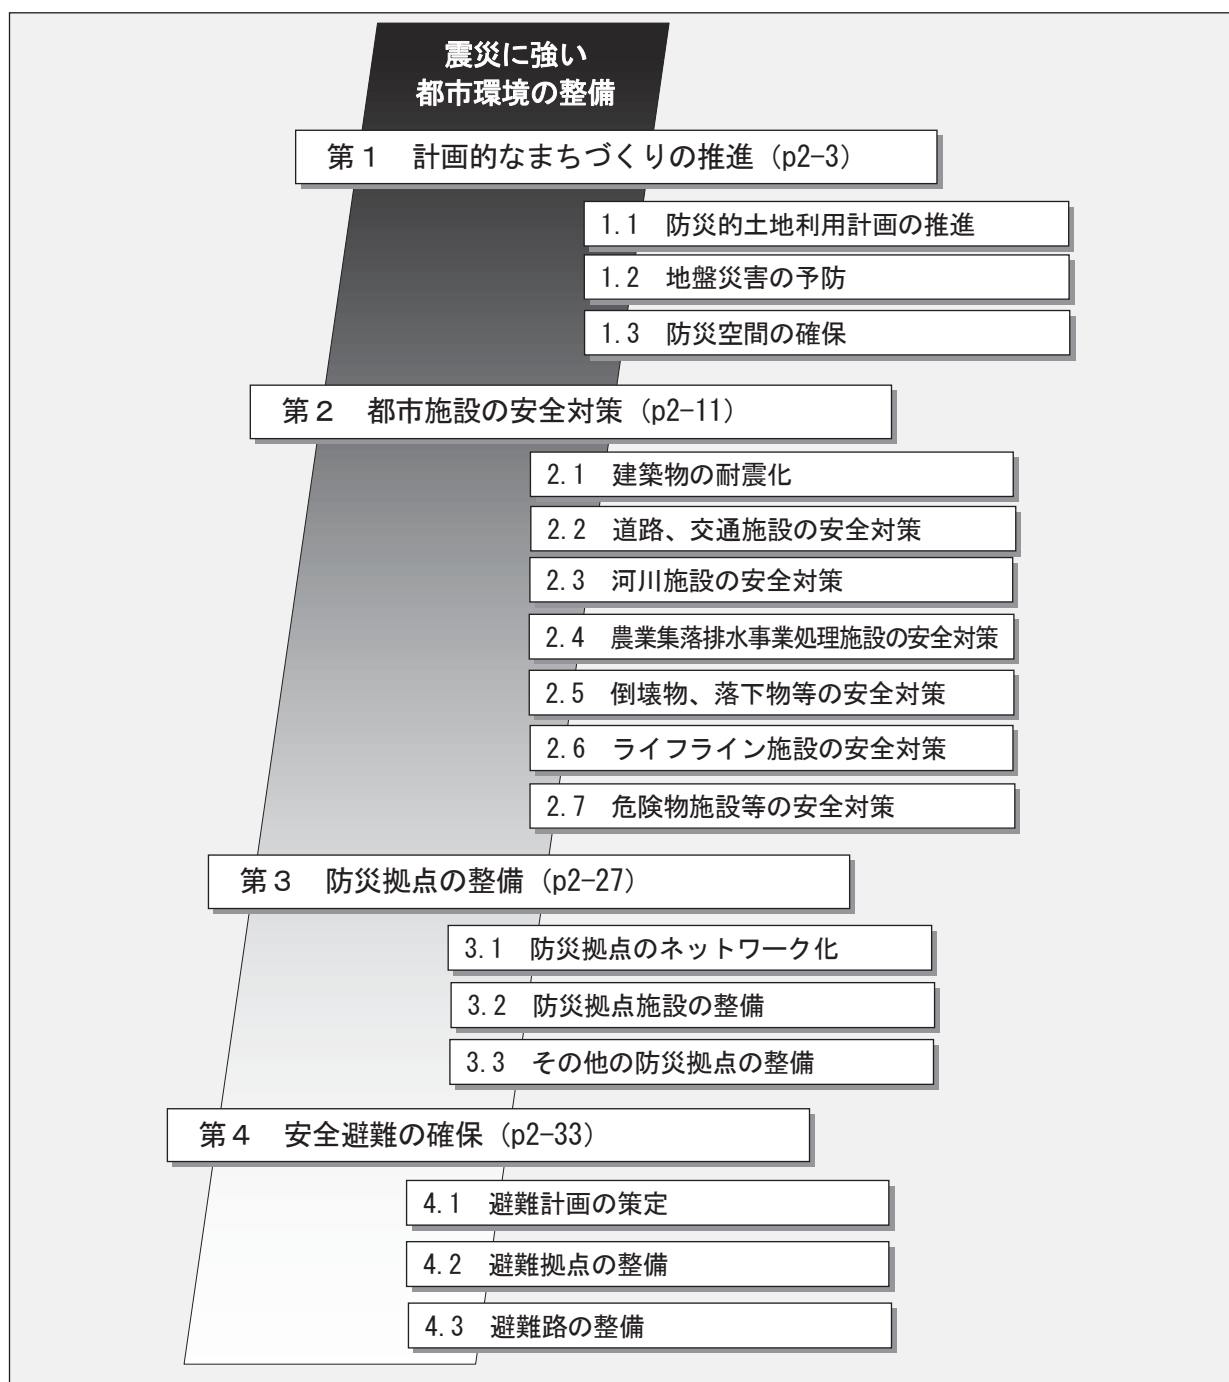 震災に強い
都市環境の整備
第１　計画的なまちづくりの推進（p2-3）
1.1　防災的土地利用計画の推進
1.2　地盤災害の予防
1.3　防災空間の確保
第２　都市施設の安全対策（p2-11）
2.1　建築物の耐震化
2.2　道路、交通施設の安全対策
2.3　河川施設の安全対策
2.4　農業集落排水事業処理施設の安全対策
2.5　倒壊物、落下物等の安全対策
2.6　ライフライン施設の安全対策
2.7　危険物施設等の安全対策
第３　防災拠点の整備（p2-27）
3.1　防災拠点のネットワーク化
3.2　防災拠点施設の整備
3.3　その他の防災拠点の整備
第４　安全避難の確保（p2-33）
4.1　避難計画の策定
4.2　避難拠点の整備
4.3　避難路の整備